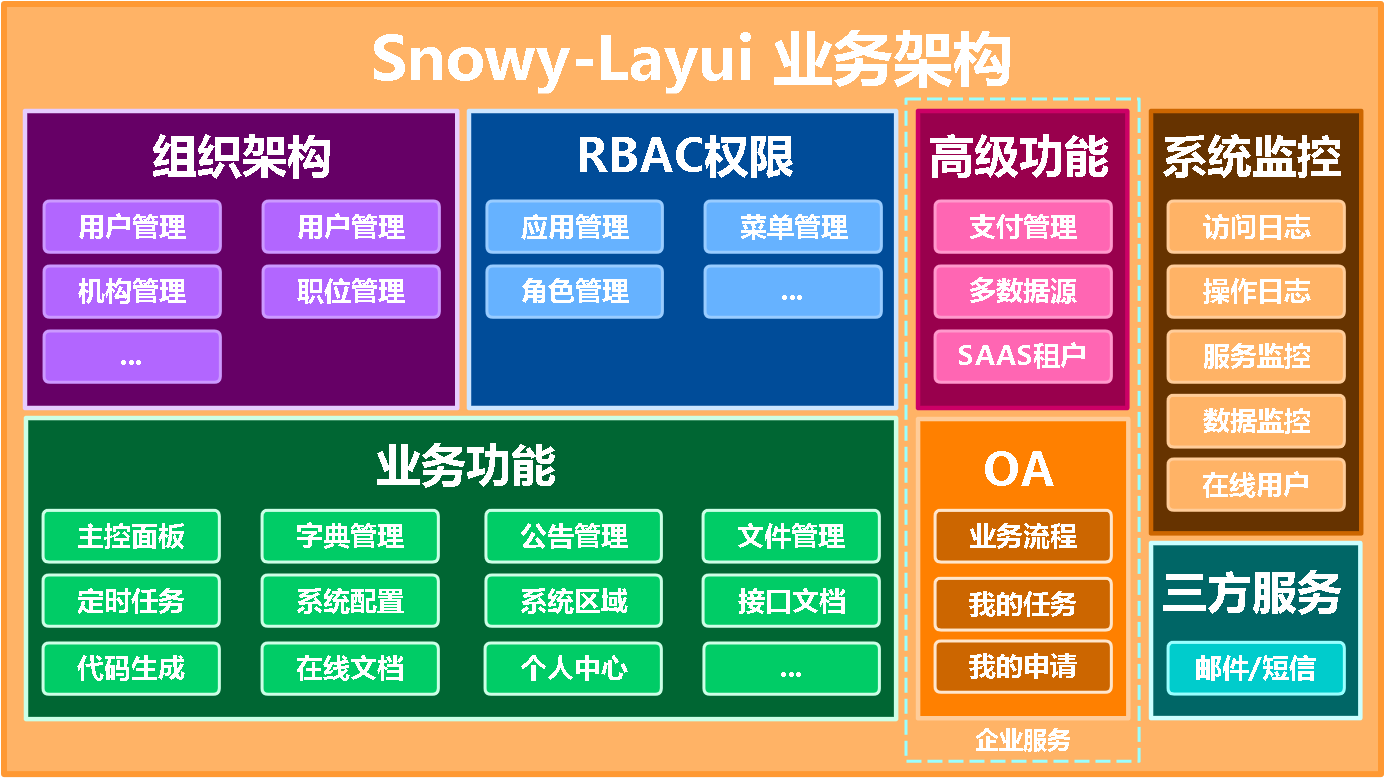 Snowy-Layui 业务架构
组织架构
用户管理
用户管理
机构管理
职位管理
...
RBAC权限
应用管理
菜单管理
角色管理
...
高级功能
支付管理
多数据源
SAAS租户
系统监控
访问日志
操作日志
服务监控
数据监控
在线用户
业务功能
主控面板
字典管理
公告管理
文件管理
定时任务
系统配置
系统区域
接口文档
代码生成
在线文档
个人中心
...
OA
业务流程
我的任务
我的申请
企业服务
三方服务
邮件/短信